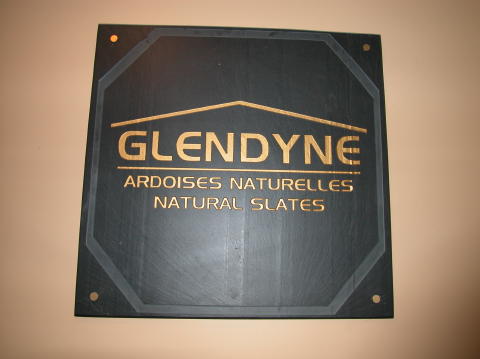 GLENDYNE
ARDOISES NATURELLES
NATURAL SLATES